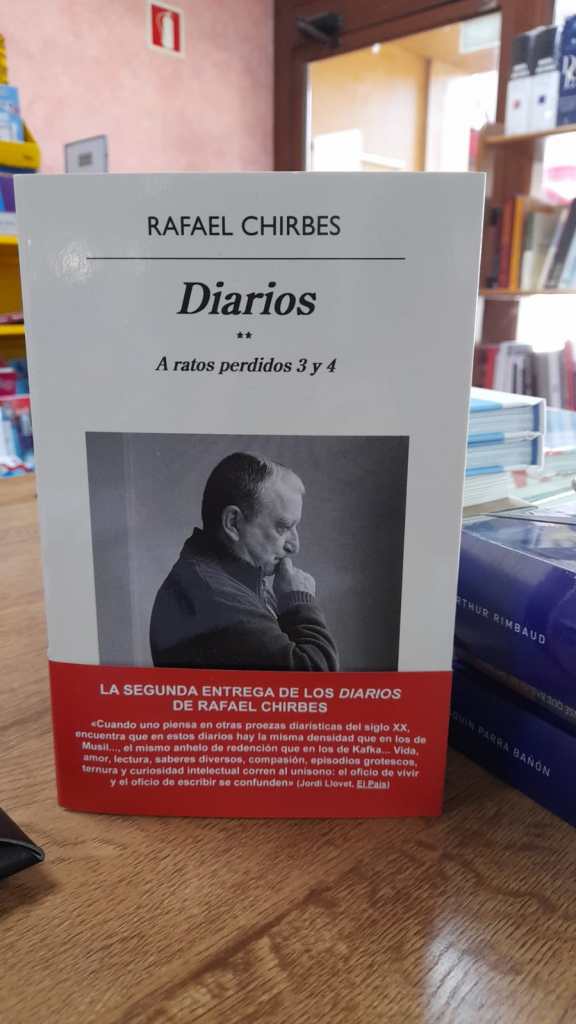 RAFAEL CHIRBES
Diarios
**
A ratos perdidos 3 y 4
LA SEGUNDA ENTREGA DE LOS DIARIOS
DE RAFAEL CHIRBES
«Cuando uno piensa en otras proezas diarísticas del siglo XX,
encuentra que en estos diarios hay la misma densidad que en los de
Musil..., el mismo anhelo de redención que en los de Kafka... Vida,
amor, lectura, saberes diversos, compasión, episodios grotescos,
ternura y curiosidad intelectual corren al unísono: el oficio de vivir
y el oficio de escribir se confunden» (Jordi Llovet, El País)
RTHUR RIMBAUD
QUIN PARRA BAÑÓN